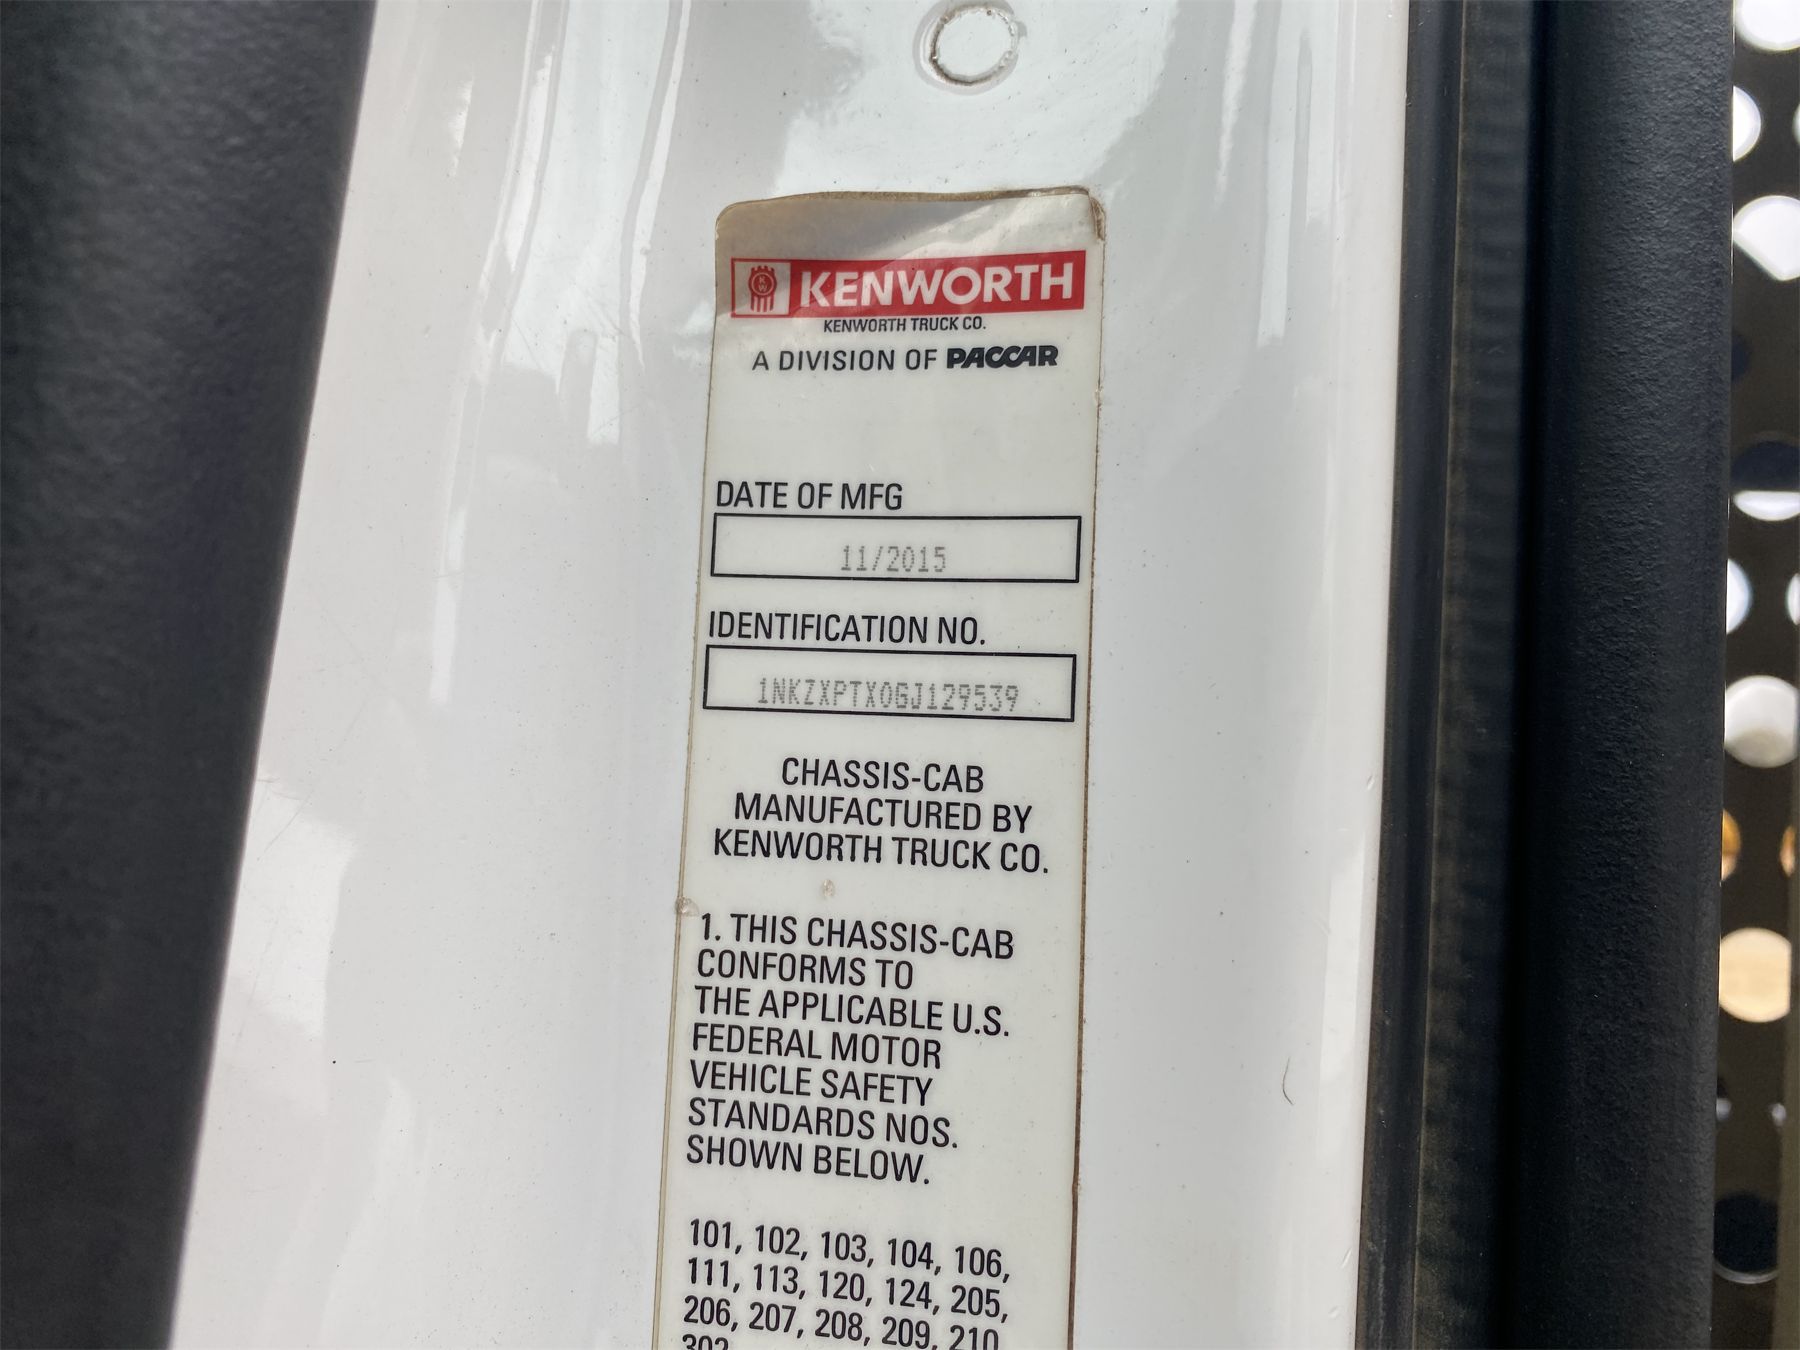 KENWORTH
KENWORTH TRUCK CO.
A DIVISION OF PACCAR
DATE OF MFG
11/2015
IDENTIFICATION NO.
1NKZXPTX0GJ129539
CHASSIS-CAB
MANUFACTURED BY
KENWORTH TRUCK CO.
1. THIS CHASSIS-CAB
CONFORMS TO
THE APPLICABLE U.S.
FEDERAL MOTOR
VEHICLE SAFETY
STANDARDS NOS.
SHOWN BELOW.
101, 102, 103, 104, 106,
111, 113, 120, 124, 205,
206, 207, 208, 209, 210
302